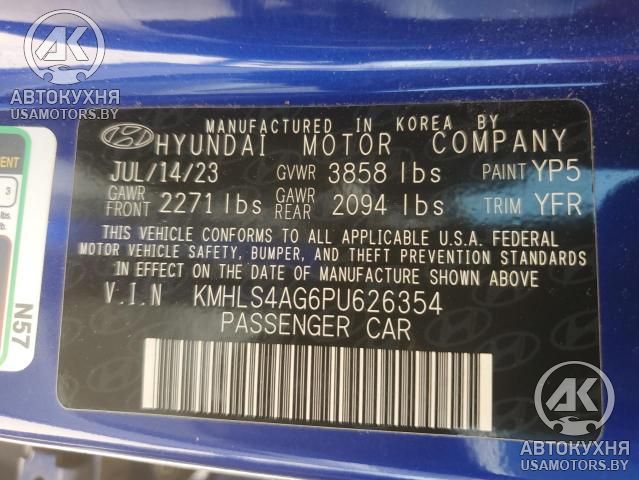 АВТОКУХНЯ
USAMOTORS.BY
MANUFACTURED IN KOREA BY
HYUNDAI MOTOR COMPANY
JUL/14/23 GVWR 3858 lbs PAINT YP5
GAWR FRONT 2271 lbs GAWR REAR 2094 lbs TRIM YFR
THIS VEHICLE CONFORMS TO ALL APPLICABLE U.S.A. FEDERAL
MOTOR VEHICLE SAFETY, BUMPER, AND THEFT PREVENTION STANDARDS
IN EFFECT ON THE DATE OF MANUFACTURE SHOWN ABOVE
V.I.N KMHLS4AG6PU626354
PASSENGER CAR
3
N57
АК
АВТОКУХНЯ
USAMOTORS.BY